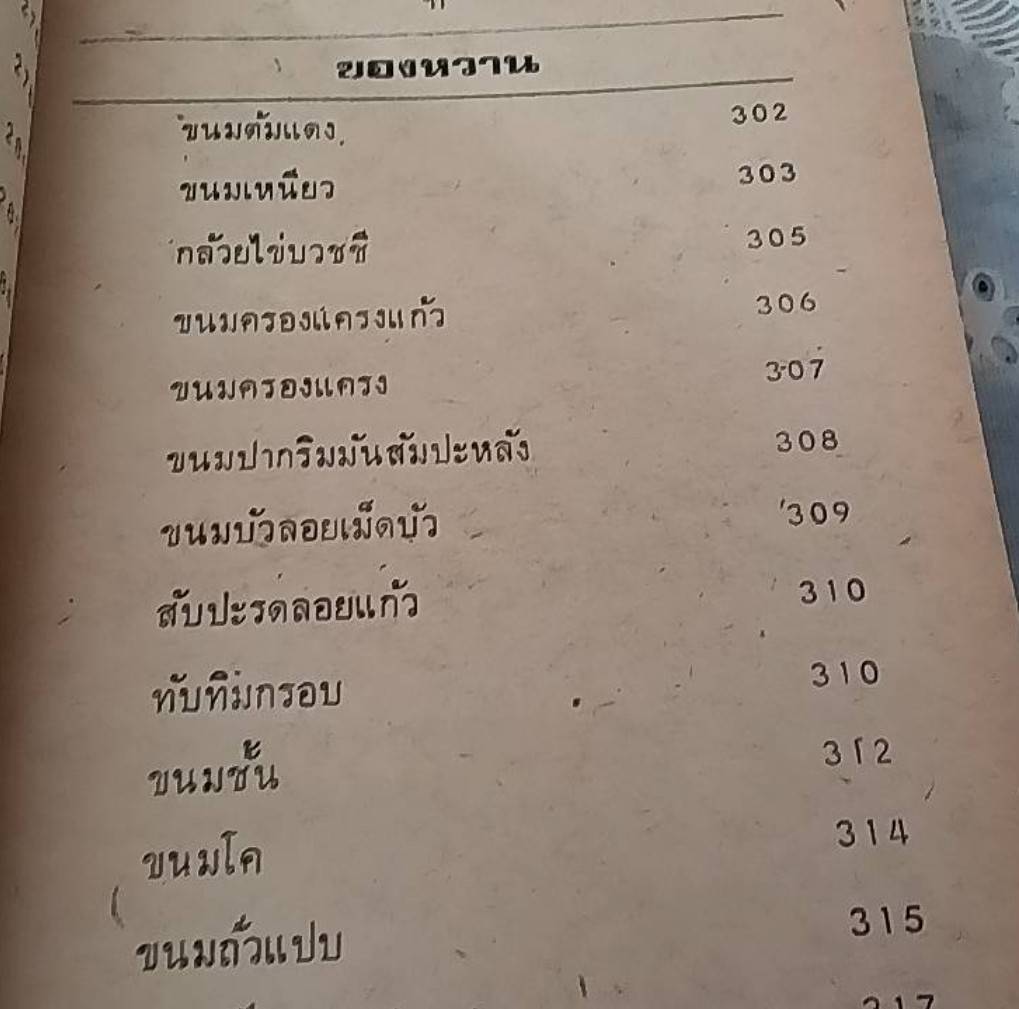 ของหวาน
ขนมต้มแดง 302
ขนมเหนียว 303
กล้วยไข่บวชชี 305
ขนมครองแครงแก้ว 306
ขนมครองแครง 307
ขนมปากริมมันสัมปะหลัง 308
ขนมบัวลอยเม็ดบัว 309
สับปะรดลอยแก้ว 310
ทับทิมกรอบ 310
ขนมชั้น 312
ขนมโค 314
ขนมถั่วแปบ 315
317